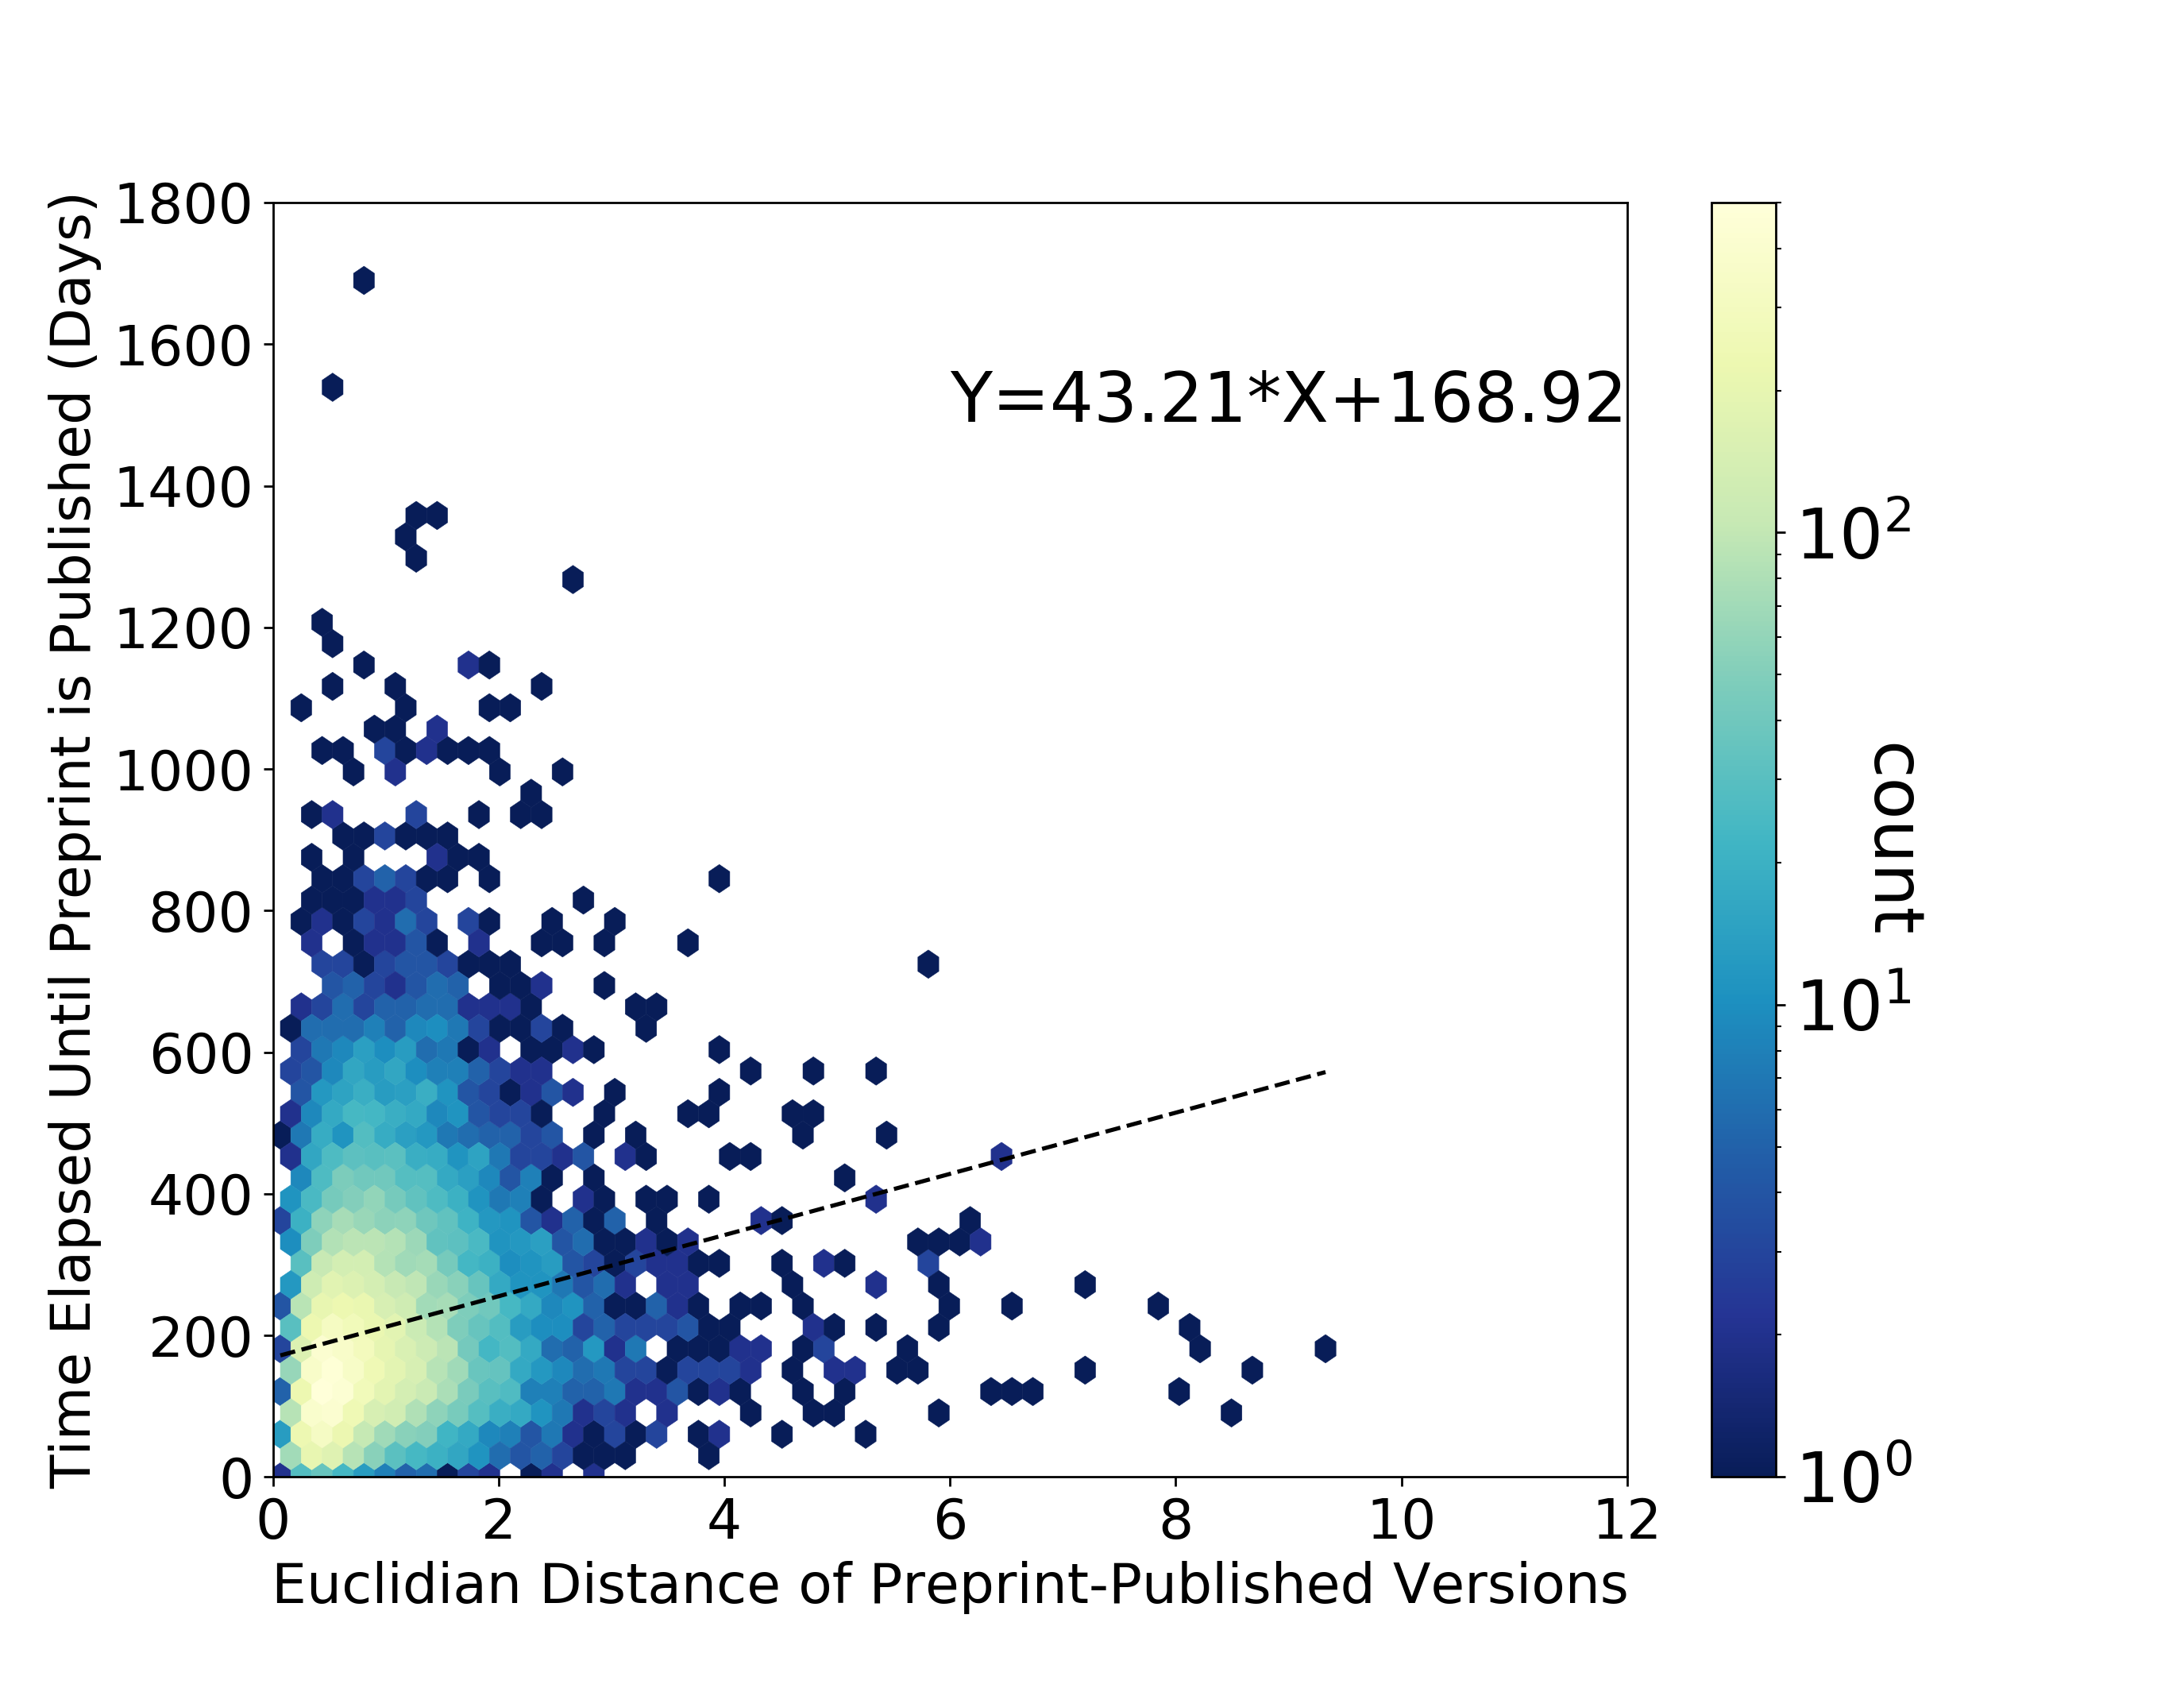 Time Elapsed Until Preprint is Published (Days)
1800
1600
1400
1200
1000
800
600
400
200
0
Y=43.21*X+168.92
0 2 4 6 8 10 12
Euclidian Distance of Preprint-Published Versions
10²
10¹
10⁰
count